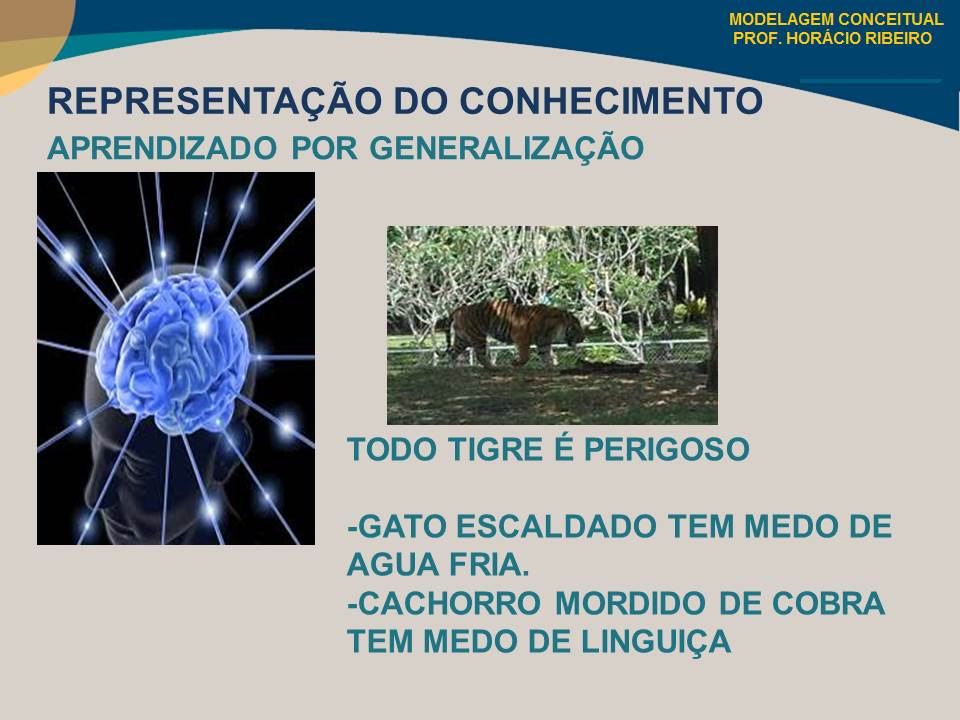 MODELAGEM CONCEITUAL
PROF. HORÁCIO RIBEIRO
REPRESENTAÇÃO DO CONHECIMENTO
APRENDIZADO POR GENERALIZAÇÃO
TODO TIGRE É PERIGOSO
-GATO ESCALDADO TEM MEDO DE
AGUA FRIA.
-CACHORRO MORDIDO DE COBRA
TEM MEDO DE LINGUIÇA